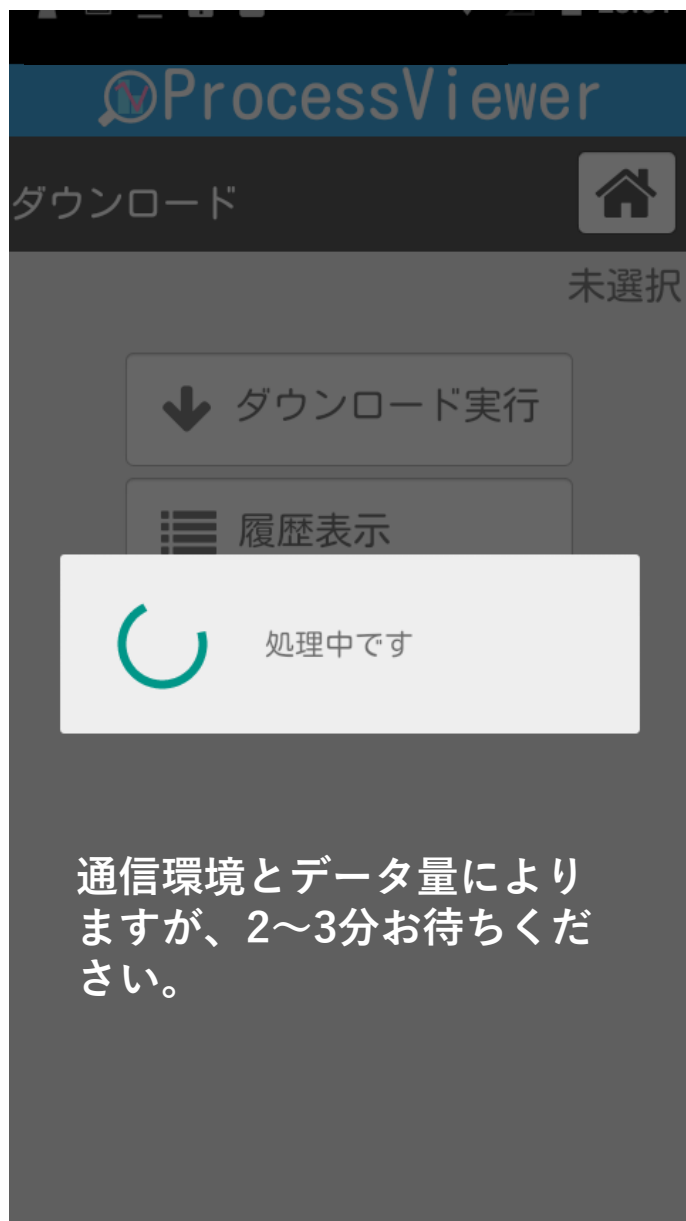 ProcessViewer
ダウンロード
未選択
ダウンロード実行
履歴表示
処理中です
通信環境とデータ量により
ますが、2～3分お待ちくだ
さい。